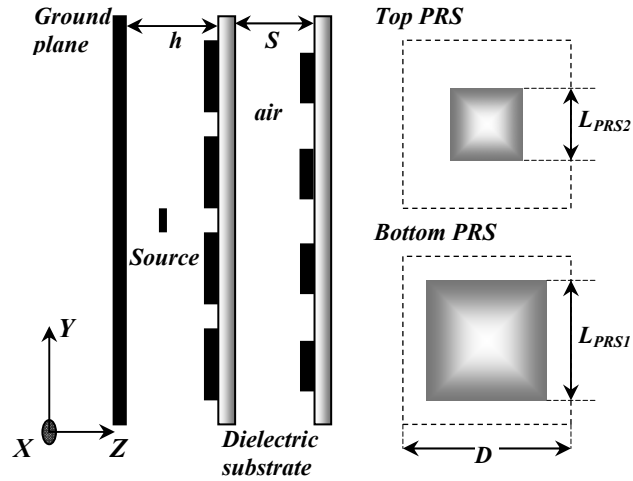 Ground
plane
h
S
air
Source
Y
X
Z
Dielectric
substrate
Top PRS
L_PRS2
Bottom PRS
L_PRS1
D